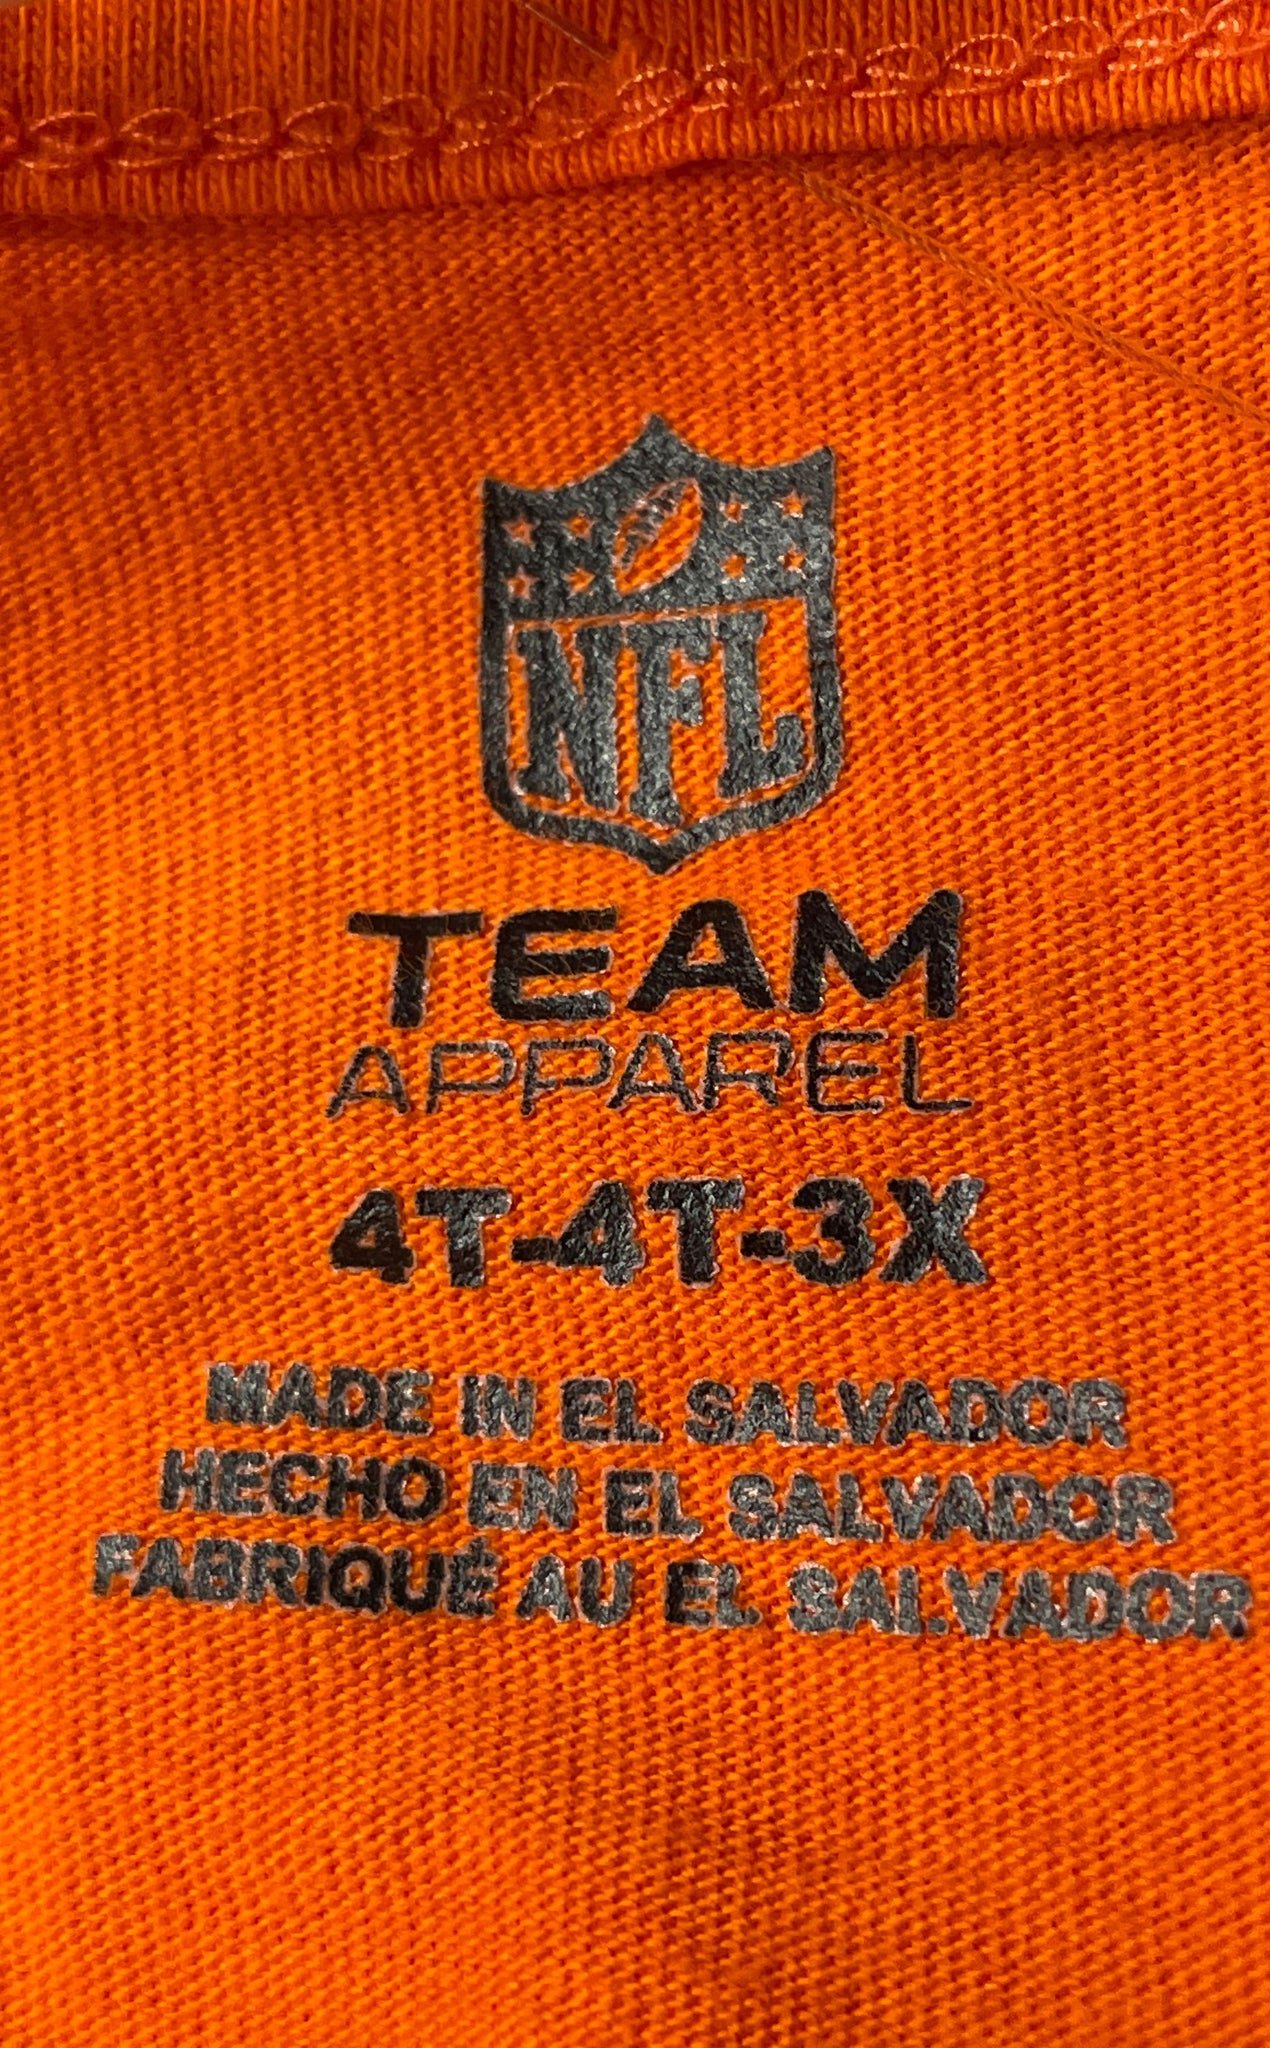 NFL
TEAM
APPAREL
4T-4T-3X
MADE IN EL SALVADOR
HECHO EN EL SALVADOR
FABRIQUÉ AU EL SALVADOR